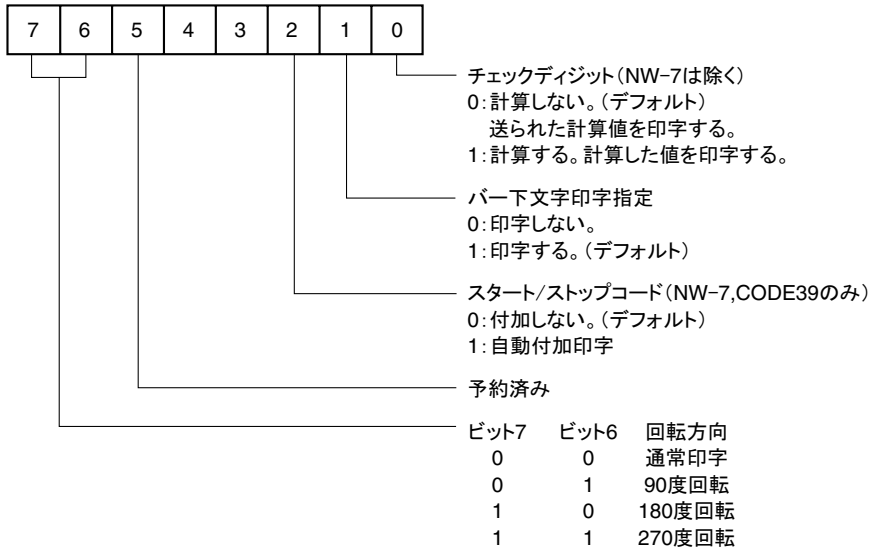 7 6 5 4 3 2 1 0
チェックディジット(NW-7は除く)
0:計算しない。(デフォルト)
送られた計算値を印字する。
1:計算する。計算した値を印字する。
バー下文字印字指定
0:印字しない。
1:印字する。(デフォルト)
スタート/ストップコード(NW-7,CODE39のみ)
0:付加しない。(デフォルト)
1:自動付加印字
予約済み
ビット7 ビット6 回転方向
0 0 通常印字
0 1 90度回転
1 0 180度回転
1 1 270度回転